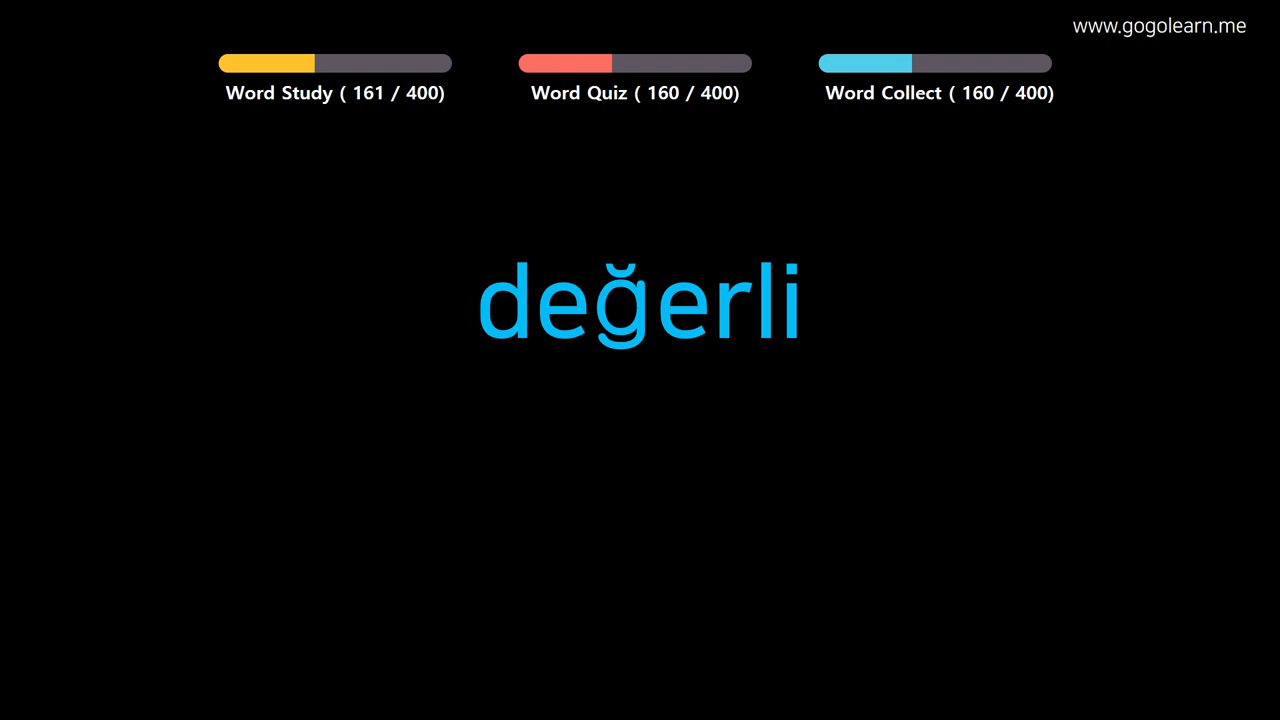 www.gogolearn.me
Word Study ( 161 / 400)
Word Quiz ( 160 / 400)
Word Collect ( 160 / 400)
değerli